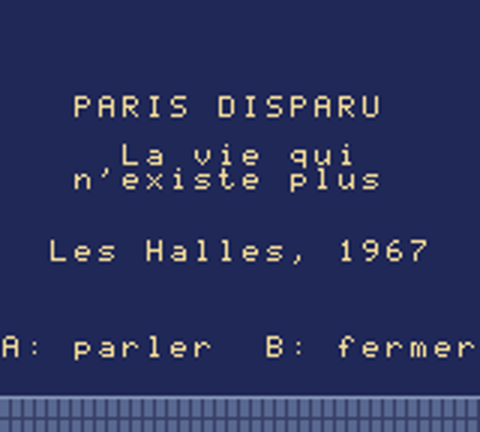 PARIS DISPARU
La vie qui
n'existe plus
Les Halles, 1967
A: parler  B: fermer